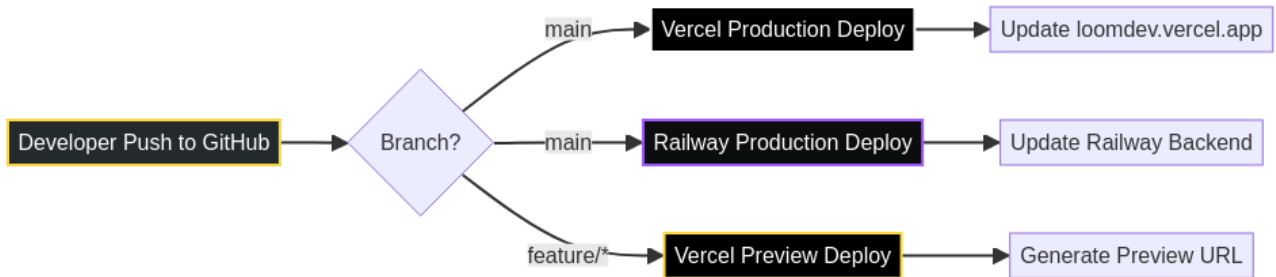 main
Vercel Production Deploy
Update loomdev.vercel.app
Developer Push to GitHub
Branch?
main
Railway Production Deploy
Update Railway Backend
feature/*
Vercel Preview Deploy
Generate Preview URL